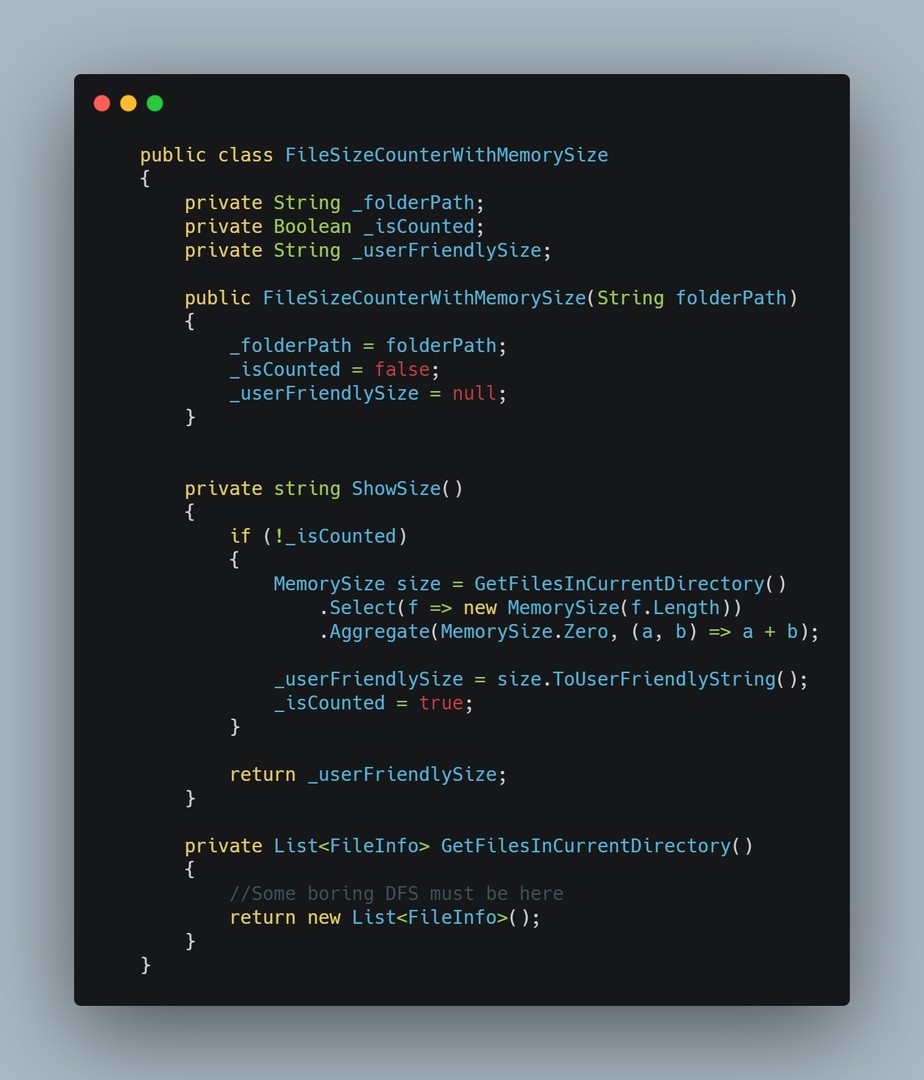 public class FileSizeCounterWithMemorySize
{
    private String _folderPath;
    private Boolean _isCounted;
    private String _userFriendlySize;

    public FileSizeCounterWithMemorySize(String folderPath)
    {
        _folderPath = folderPath;
        _isCounted = false;
        _userFriendlySize = null;
    }


    private string ShowSize()
    {
        if (!_isCounted)
        {
            MemorySize size = GetFilesInCurrentDirectory()
                .Select(f => new MemorySize(f.Length))
                .Aggregate(MemorySize.Zero, (a, b) => a + b);

            _userFriendlySize = size.ToUserFriendlyString();
            _isCounted = true;
        }

        return _userFriendlySize;
    }

    private List<FileInfo> GetFilesInCurrentDirectory()
    {
        //Some boring DFS must be here
        return new List<FileInfo>();
    }
}